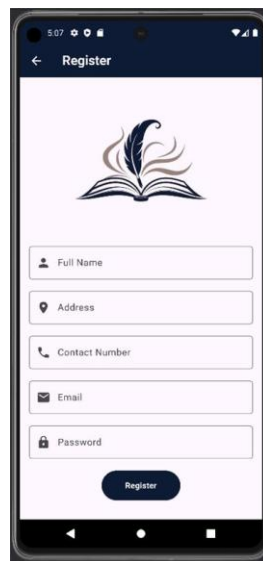 5:07
Register
Full Name
Address
Contact Number
Email
Password
Register